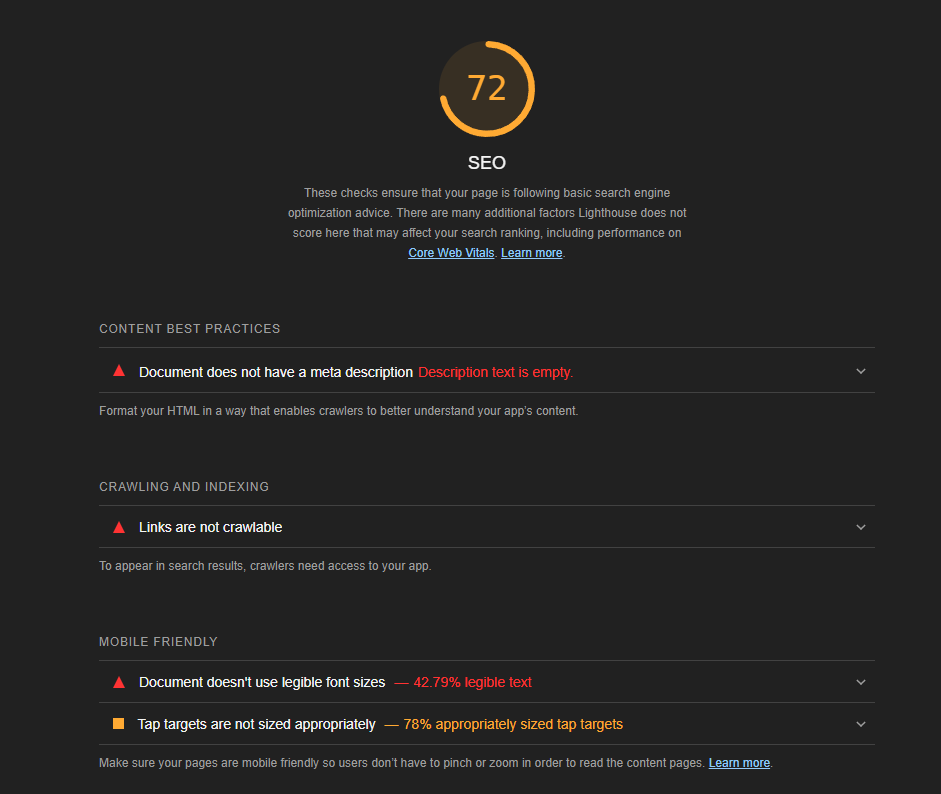 72
SEO
These checks ensure that your page is following basic search engine
optimization advice. There are many additional factors Lighthouse does not
score here that may affect your search ranking, including performance on
Core Web Vitals. Learn more.
CONTENT BEST PRACTICES
Document does not have a meta description Description text is empty.
Format your HTML in a way that enables crawlers to better understand your app's content.
CRAWLING AND INDEXING
Links are not crawlable
To appear in search results, crawlers need access to your app.
MOBILE FRIENDLY
Document doesn't use legible font sizes — 42.79% legible text
Tap targets are not sized appropriately — 78% appropriately sized tap targets
Make sure your pages are mobile friendly so users don't have to pinch or zoom in order to read the content pages. Learn more.